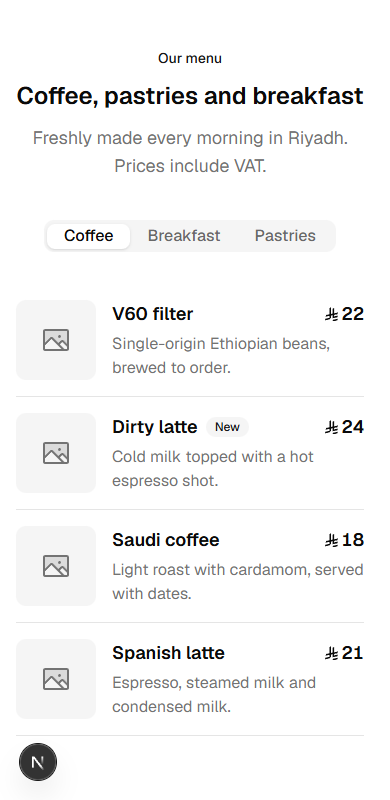 Our menu
Coffee, pastries and breakfast
Freshly made every morning in Riyadh.
Prices include VAT.
Coffee Breakfast Pastries
V60 filter ⃁ 22
Single-origin Ethiopian beans,
brewed to order.
Dirty latte New ⃁ 24
Cold milk topped with a hot
espresso shot.
Saudi coffee ⃁ 18
Light roast with cardamom, served
with dates.
Spanish latte ⃁ 21
Espresso, steamed milk and
condensed milk.
N